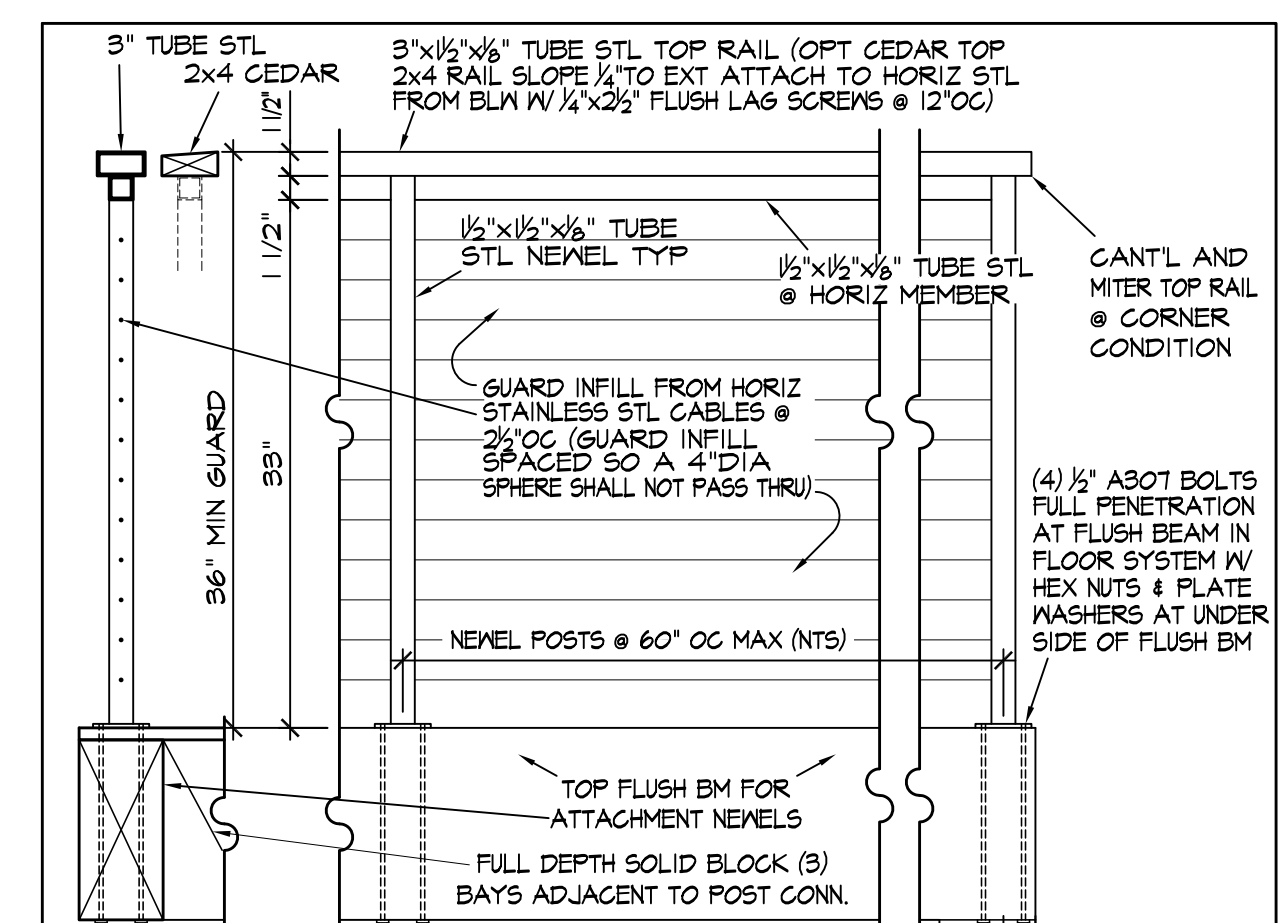 3" TUBE STL
2x4 CEDAR
3"x1½"x⅛" TUBE STL TOP RAIL (OPT CEDAR TOP
2x4 RAIL SLOPE ¼"TO EXT ATTACH TO HORIZ STL
FROM BLW W/ ¼"x2½" FLUSH LAG SCREWS @ 12"OC)
1 1/2"
1 1/2"
33"
36" MIN GUARD
1½"x1½"x⅛" TUBE
STL NEWEL TYP
1½"x1½"x⅛" TUBE STL
@ HORIZ MEMBER
CANT'L AND
MITER TOP RAIL
@ CORNER
CONDITION
GUARD INFILL FROM HORIZ
STAINLESS STL CABLES @
2½"OC (GUARD INFILL
SPACED SO A 4"DIA
SPHERE SHALL NOT PASS THRU)
(4) ½" A307 BOLTS
FULL PENETRATION
AT FLUSH BEAM IN
FLOOR SYSTEM W/
HEX NUTS & PLATE
WASHERS AT UNDER
SIDE OF FLUSH BM
NEWEL POSTS @ 60" OC MAX (NTS)
TOP FLUSH BM FOR
ATTACHMENT NEWELS
FULL DEPTH SOLID BLOCK (3)
BAYS ADJACENT TO POST CONN.